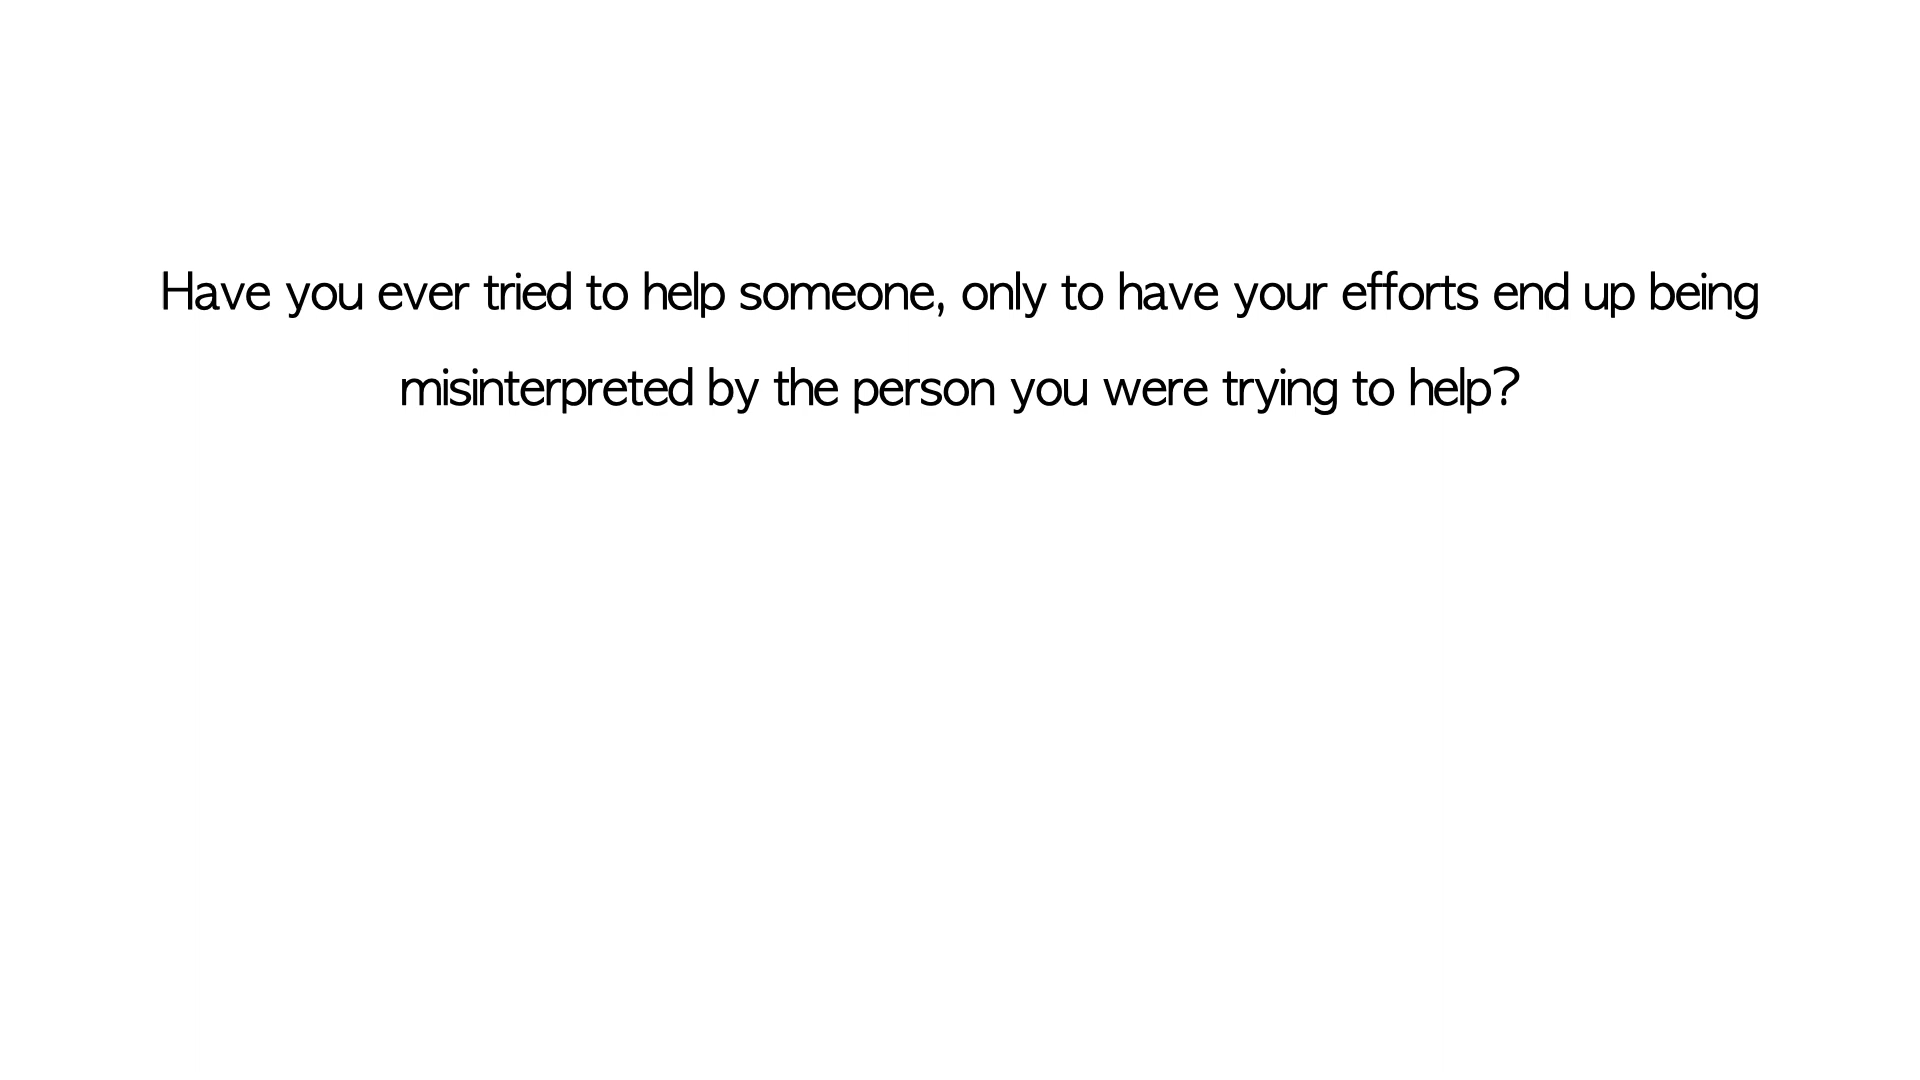 Have you ever tried to help someone, only to have your efforts end up being
misinterpreted by the person you were trying to help?